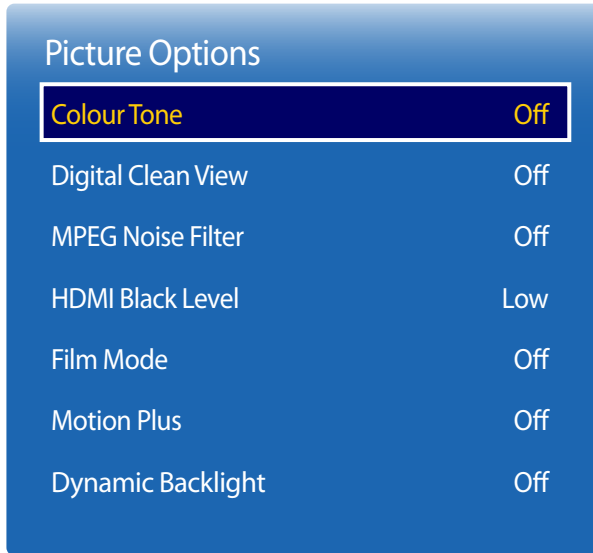 Picture Options
Colour Tone Off
Digital Clean View Off
MPEG Noise Filter Off
HDMI Black Level Low
Film Mode Off
Motion Plus Off
Dynamic Backlight Off